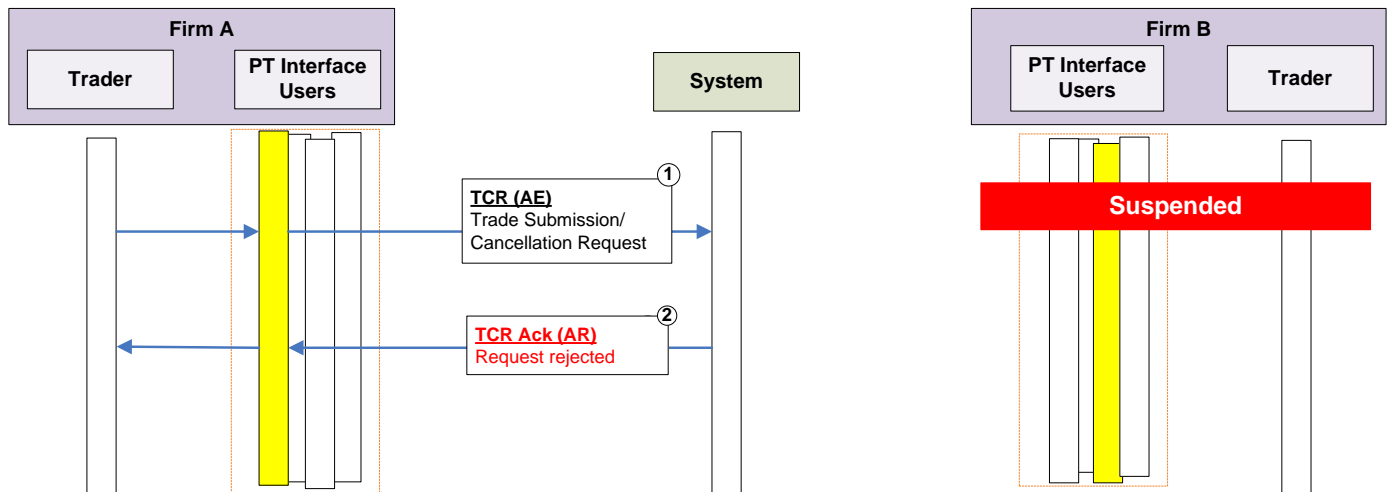 Firm A
Trader
PT Interface
Users
System
Firm B
PT Interface
Users
Trader
1
TCR (AE)
Trade Submission/
Cancellation Request
Suspended
2
TCR Ack (AR)
Request rejected